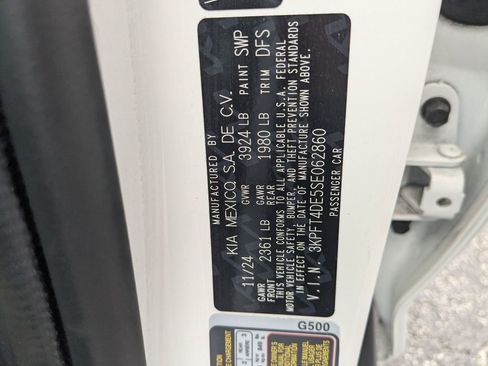 MANUFACTURED BY
KIA MEXICO, S.A. DE C.V.
11/24 GVWR 3924 LB PAINT SWP
GAWR FRONT 2361 LB GAWR REAR 1980 LB TRIM DFS
THIS VEHICLE CONFORMS TO ALL APPLICABLE U.S.A. FEDERAL
MOTOR VEHICLE SAFETY, BUMPER, AND THEFT PREVENTION STANDARDS
IN EFFECT ON THE DATE OF MANUFACTURE SHOWN ABOVE.
V.I.N. 3KPFT4DE5SE062860
PASSENGER CAR
G500